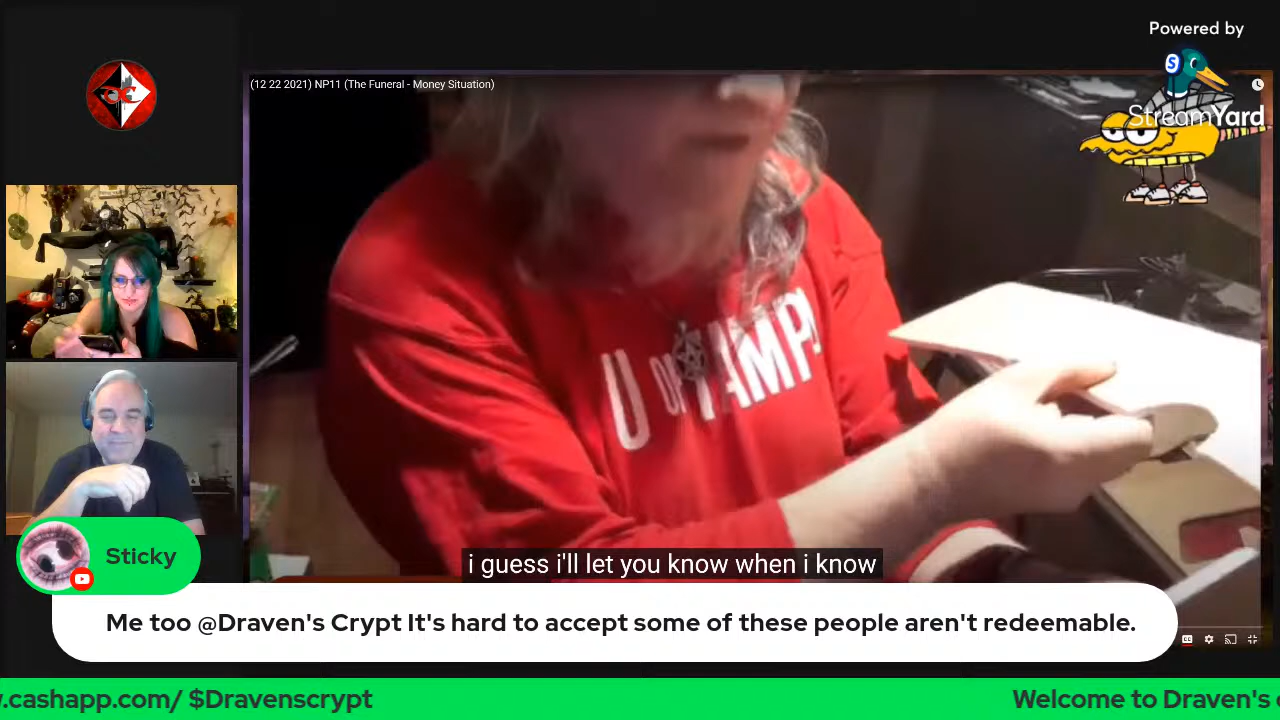 Powered by
StreamYard
(12 22 2021) NP11 (The Funeral - Money Situation)
U OF TAMPA
i guess i'll let you know when i know
Sticky
Me too @Draven's Crypt It's hard to accept some of these people aren't redeemable.
.cashapp.com/ $Dravenscrypt
Welcome to Draven's